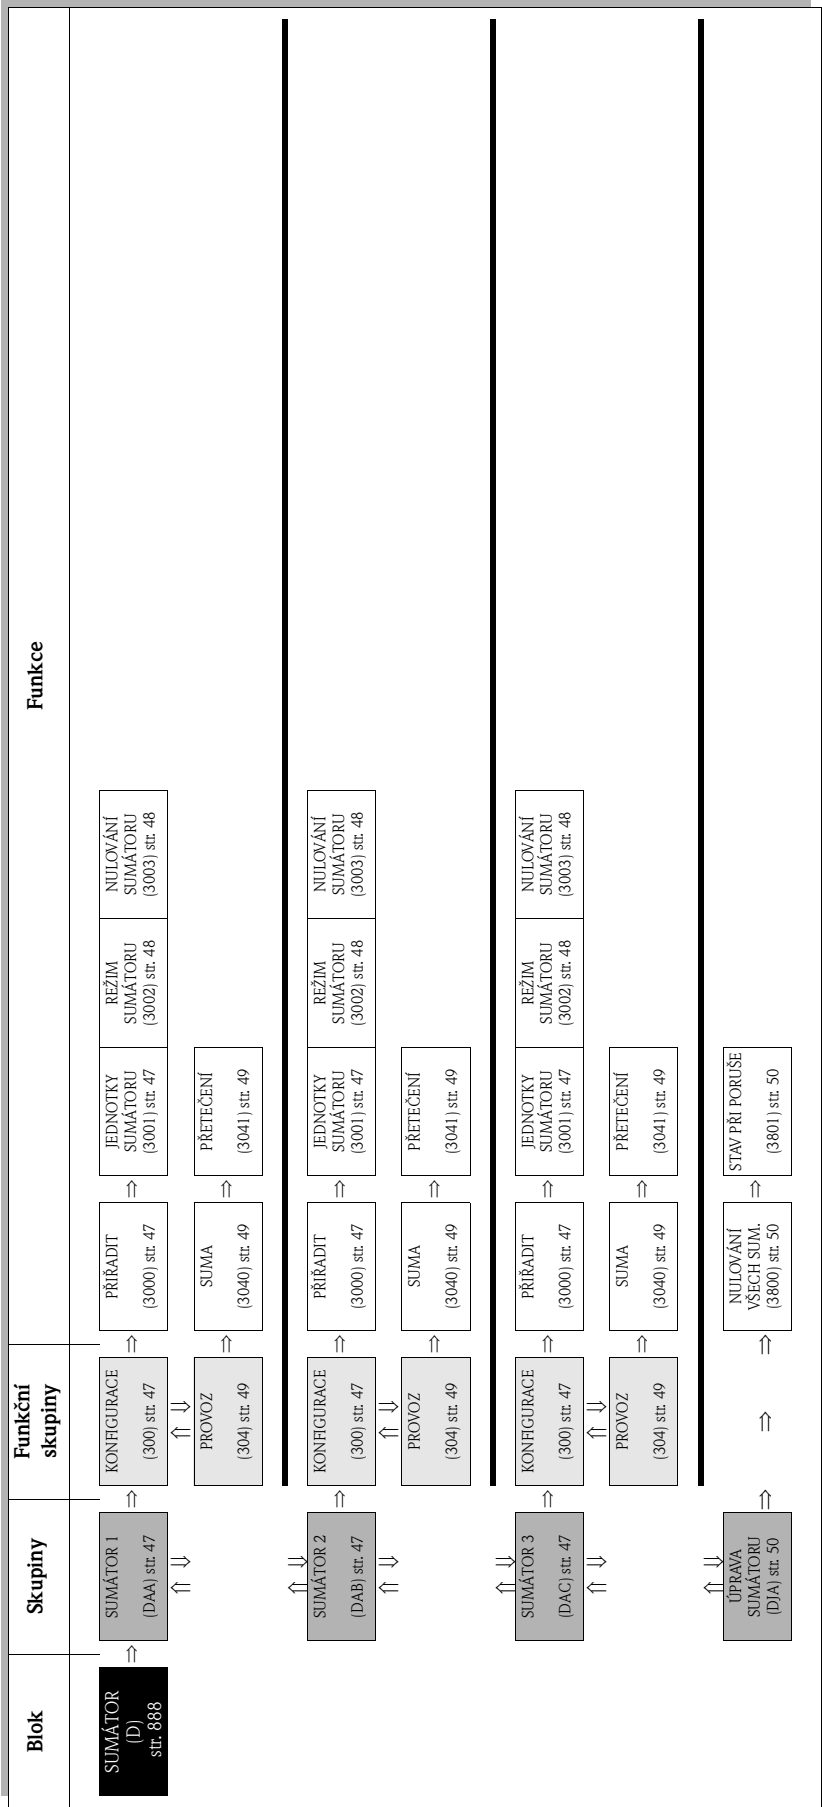 Blok
Skupiny
Funkční
skupiny
Funkce
SUMÁTOR
(D)
str. 888
SUMÁTOR 1
(DAA) str. 47
KONFIGURACE
(300) str. 47
PŘIŘADIT
(3000) str. 47
JEDNOTKY
SUMÁTORU
(3001) str. 47
REŽIM
SUMÁTORU
(3002) str. 48
NULOVÁNÍ
SUMÁTORU
(3003) str. 48
PROVOZ
(304) str. 49
SUMA
(3040) str. 49
PŘETEČENÍ
(3041) str. 49
SUMÁTOR 2
(DAB) str. 47
KONFIGURACE
(300) str. 47
PŘIŘADIT
(3000) str. 47
JEDNOTKY
SUMÁTORU
(3001) str. 47
REŽIM
SUMÁTORU
(3002) str. 48
NULOVÁNÍ
SUMÁTORU
(3003) str. 48
PROVOZ
(304) str. 49
SUMA
(3040) str. 49
PŘETEČENÍ
(3041) str. 49
SUMÁTOR 3
(DAC) str. 47
KONFIGURACE
(300) str. 47
PŘIŘADIT
(3000) str. 47
JEDNOTKY
SUMÁTORU
(3001) str. 47
REŽIM
SUMÁTORU
(3002) str. 48
NULOVÁNÍ
SUMÁTORU
(3003) str. 48
PROVOZ
(304) str. 49
SUMA
(3040) str. 49
PŘETEČENÍ
(3041) str. 49
ÚPRAVA
SUMÁTORU
(DJA) str. 50
NULOVÁNÍ
VŠECH SUM.
(3800) str. 50
STAV PŘI PORUŠE
(3801) str. 50